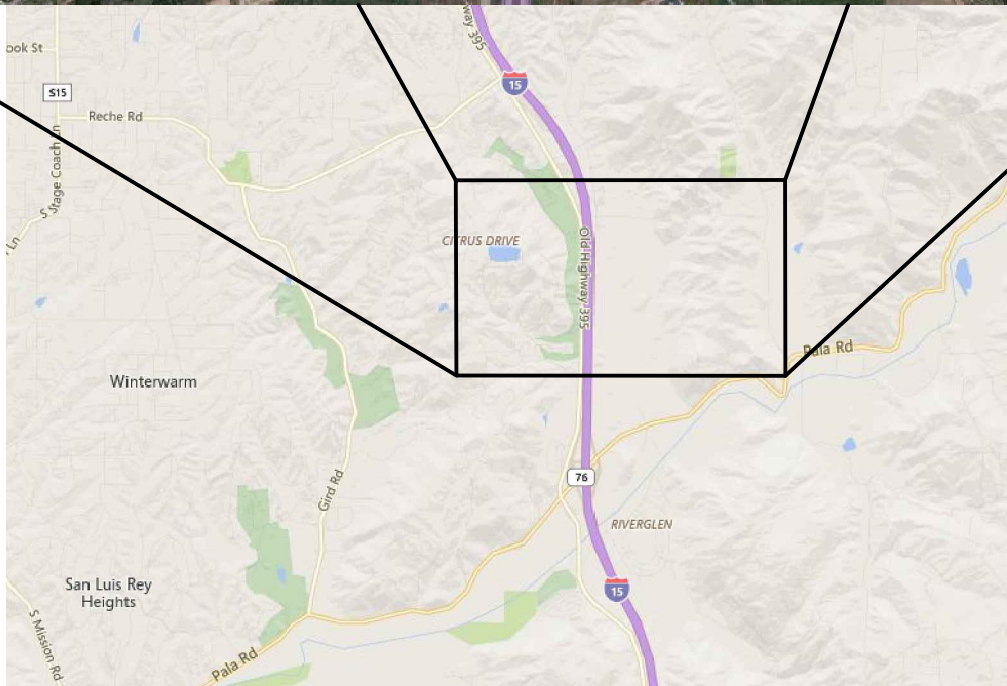 way 395
ook St
15
S15
Reche Rd
Stage Coach Ln
S
Ln
CITRUS DRIVE
Old Highway 395
Pala Rd
Winterwarm
76
Gird Rd
RIVERGLEN
San Luis Rey
Heights
15
S Mission Rd
Pala Rd